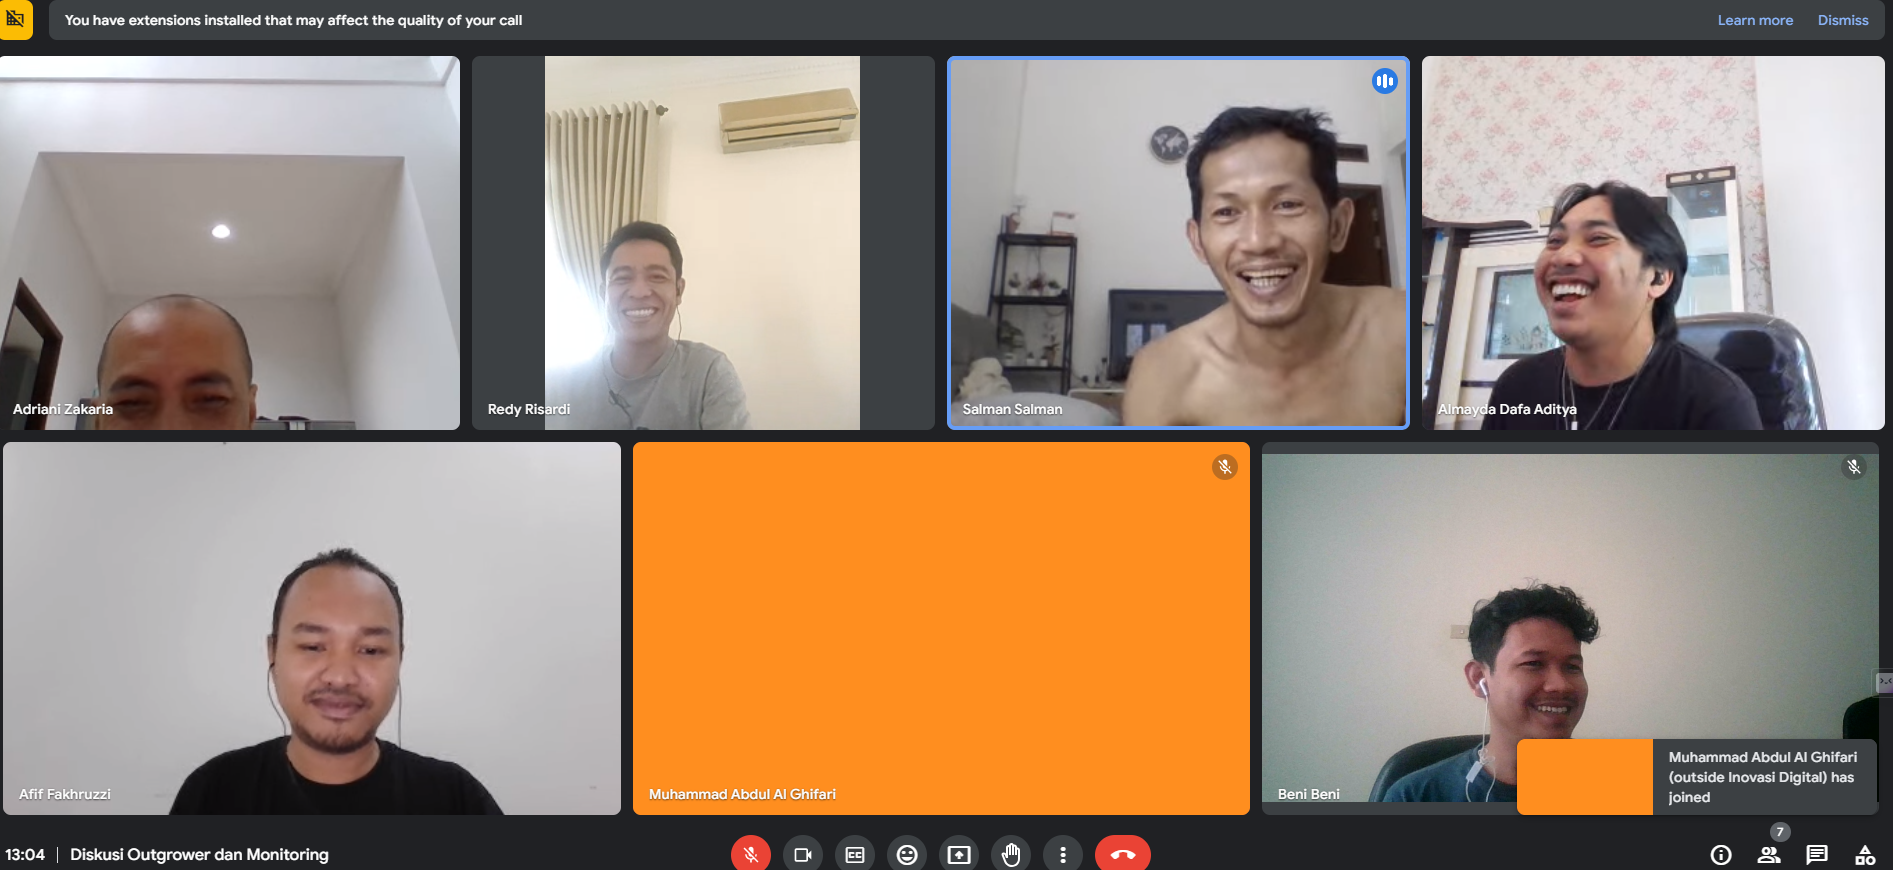 You have extensions installed that may affect the quality of your call
Learn more
Dismiss
Adriani Zakaria
Redy Risardi
Salman Salman
Almayda Dafa Aditya
Afif Fakhruzzi
Muhammad Abdul Al Ghifari
Beni Beni
Muhammad Abdul Al Ghifari
(outside Inovasi Digital) has
joined
13:04 | Diskusi Outgrower dan Monitoring
CC
7